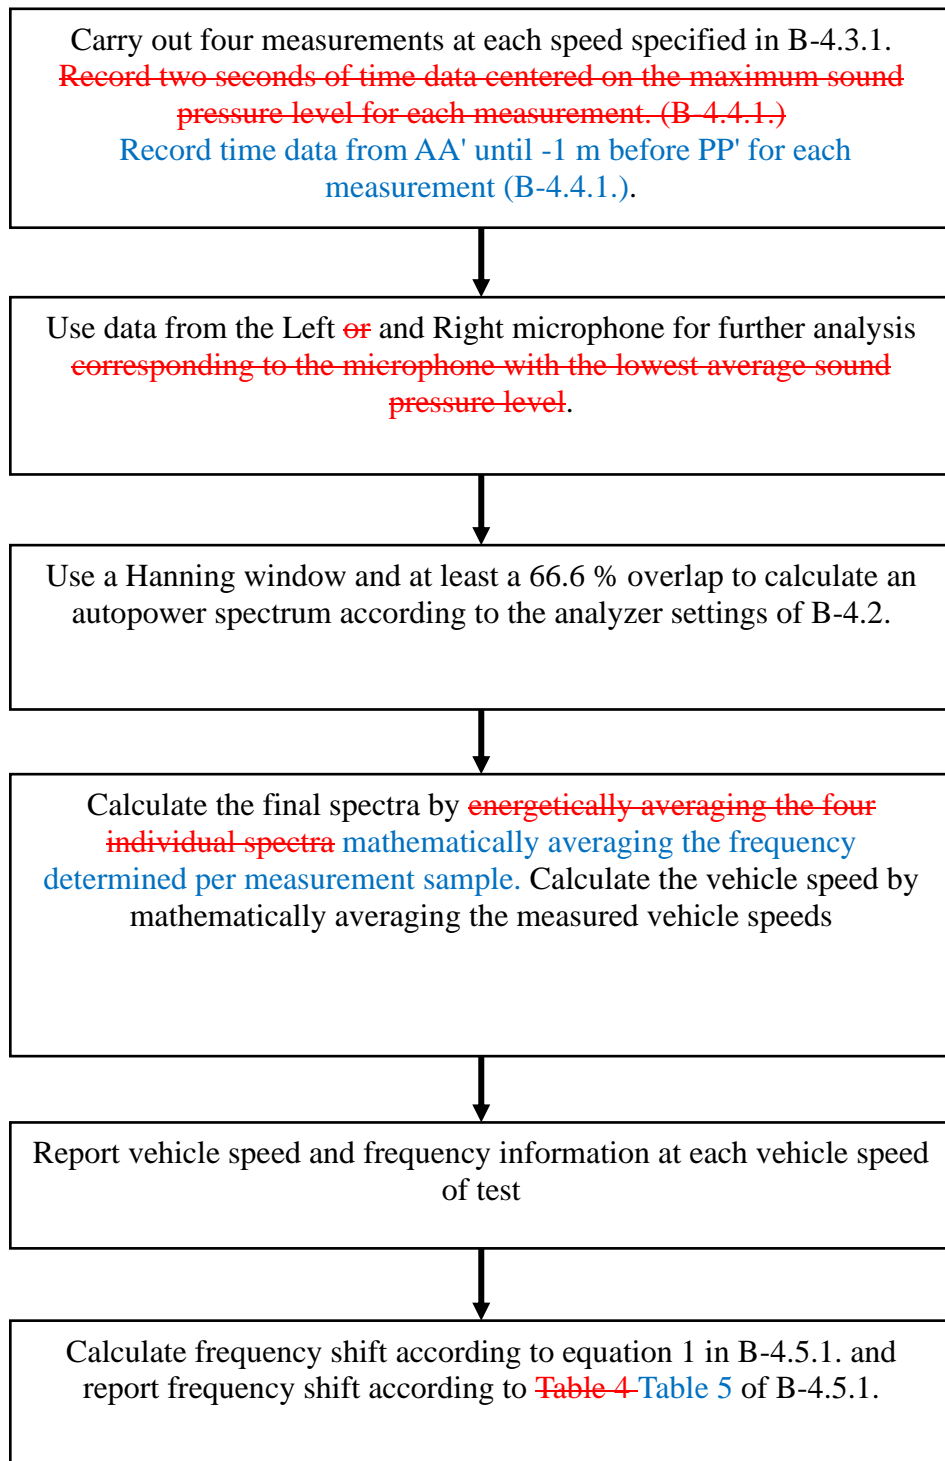 Carry out four measurements at each speed specified in B-4.3.1.
Record two seconds of time data centered on the maximum sound
pressure level for each measurement. (B-4.4.1.)
Record time data from AA' until -1 m before PP' for each
measurement (B-4.4.1.).
Use data from the Left or and Right microphone for further analysis
corresponding to the microphone with the lowest average sound
pressure level.
Use a Hanning window and at least a 66.6 % overlap to calculate an
autopower spectrum according to the analyzer settings of B-4.2.
Calculate the final spectra by energetically averaging the four
individual spectra mathematically averaging the frequency
determined per measurement sample. Calculate the vehicle speed by
mathematically averaging the measured vehicle speeds
Report vehicle speed and frequency information at each vehicle speed
of test
Calculate frequency shift according to equation 1 in B-4.5.1. and
report frequency shift according to Table 4 Table 5 of B-4.5.1.